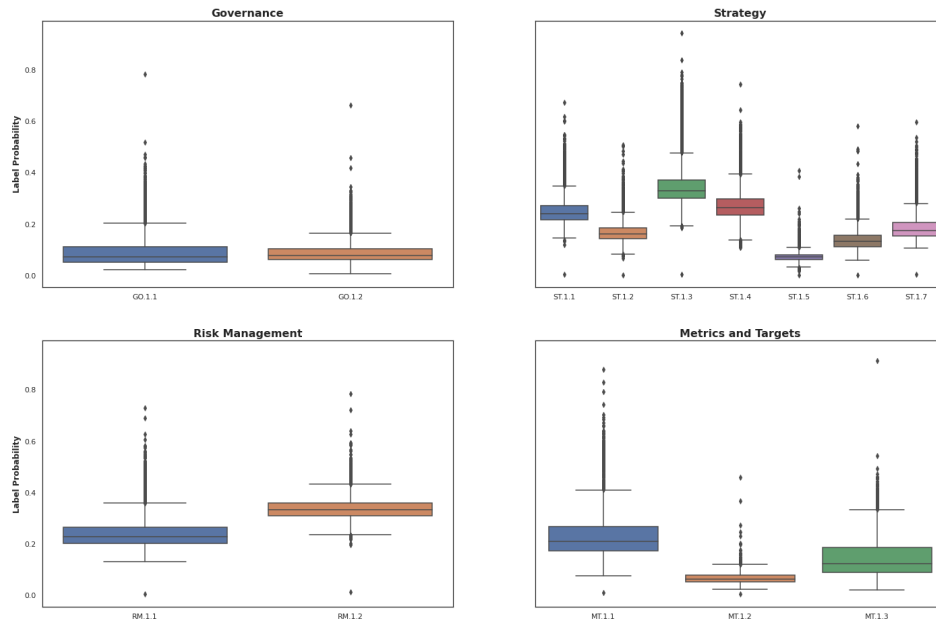 Governance
Strategy
Label Probability
0.8
0.6
0.4
0.2
0.0
GO.1.1
GO.1.2
ST.1.1
ST.1.2
ST.1.3
ST.1.4
ST.1.5
ST.1.6
ST.1.7
Risk Management
Metrics and Targets
Label Probability
0.8
0.6
0.4
0.2
0.0
RM.1.1
RM.1.2
MT.1.1
MT.1.2
MT.1.3